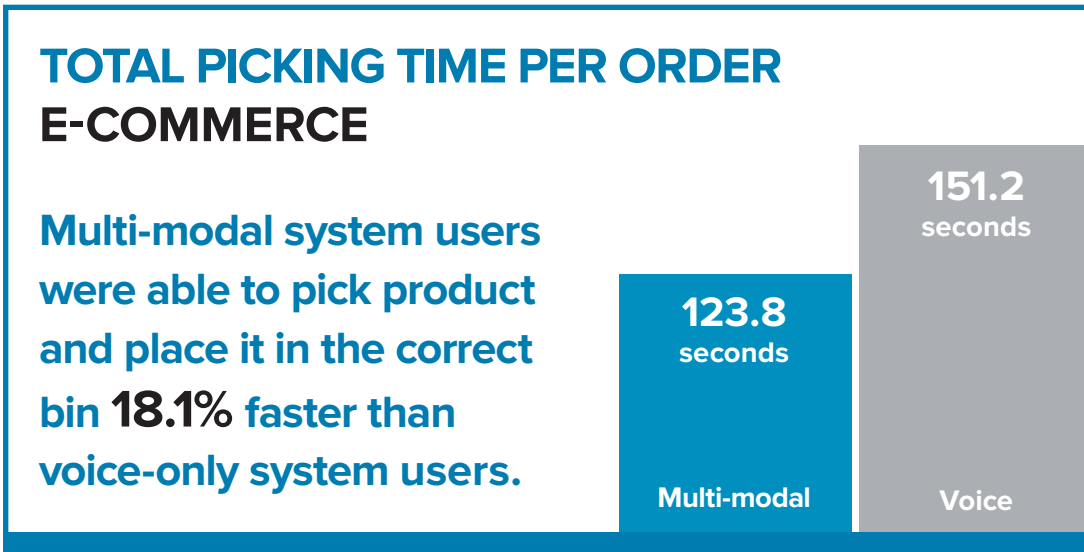 TOTAL PICKING TIME PER ORDER
E-COMMERCE
Multi-modal system users
were able to pick product
and place it in the correct
bin 18.1% faster than
voice-only system users.
123.8
seconds
Multi-modal
151.2
seconds
Voice